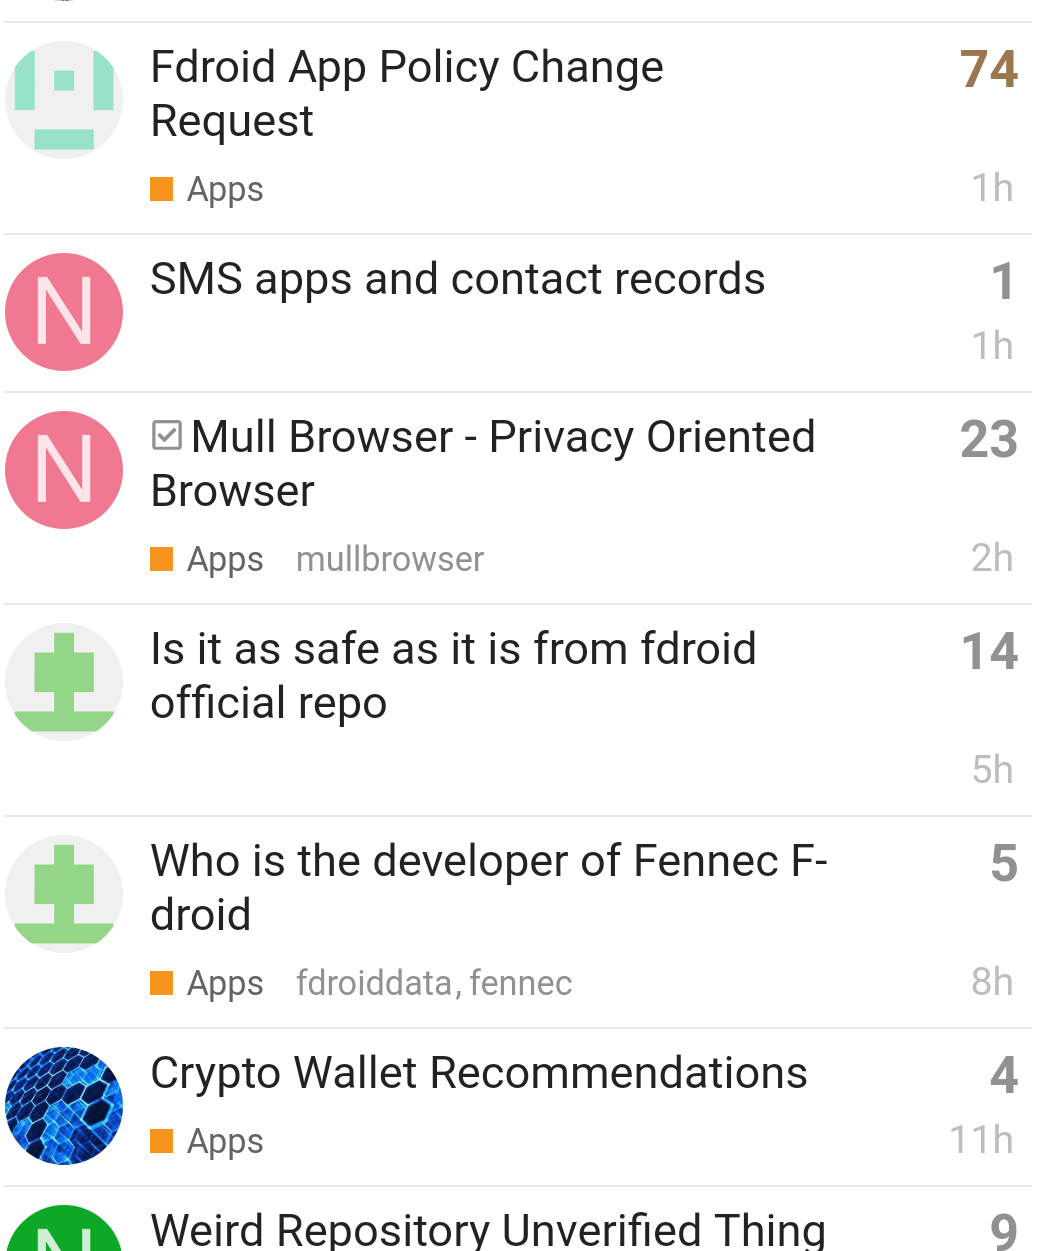 Fdroid App Policy Change 74
Request
Apps 1h
N SMS apps and contact records 1
1h
N Mull Browser - Privacy Oriented 23
Browser
Apps mullbrowser 2h
Is it as safe as it is from fdroid 14
official repo
5h
Who is the developer of Fennec F- 5
droid
Apps fdroiddata, fennec 8h
Crypto Wallet Recommendations 4
Apps 11h
N Weird Repository Unverified Thing 9